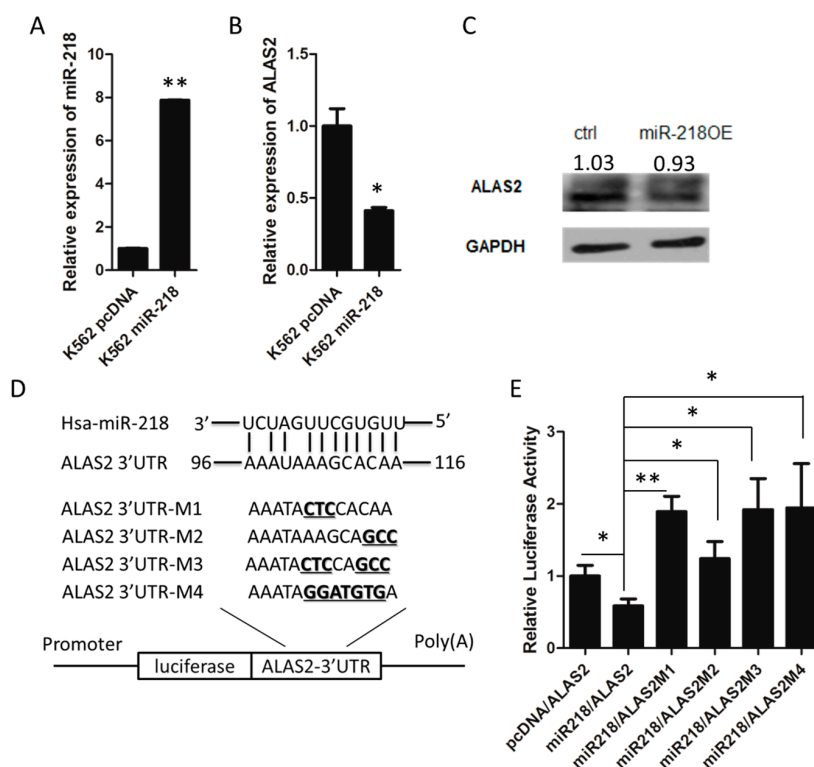 A
Relative expression of miR-218
10
8
6
4
2
0
**
K562 pcDNA
K562 miR-218
B
Relative expression of ALAS2
1.5
1.0
0.5
0.0
*
K562 pcDNA
K562 miR-218
C
ctrl miR-218OE
1.03 0.93
ALAS2
GAPDH
D
Hsa-miR-218 3’ UCUAGUUCGUGUU 5’
ALAS2 3’UTR 96 AAAUAAAGCACAA 116
ALAS2 3’UTR-M1 AAATACTCCACAA
ALAS2 3’UTR-M2 AAATAAAGCAGCC
ALAS2 3’UTR-M3 AAATACTCCAGCC
ALAS2 3’UTR-M4 AAATAGGATGTGA
Promoter Poly(A)
luciferase ALAS2-3’UTR
E
Relative Luciferase Activity
3
2
1
0
*
*
*
**
*
pcDNA/ALAS2
miR218/ALAS2
miR218/ALAS2M1
miR218/ALAS2M2
miR218/ALAS2M3
miR218/ALAS2M4